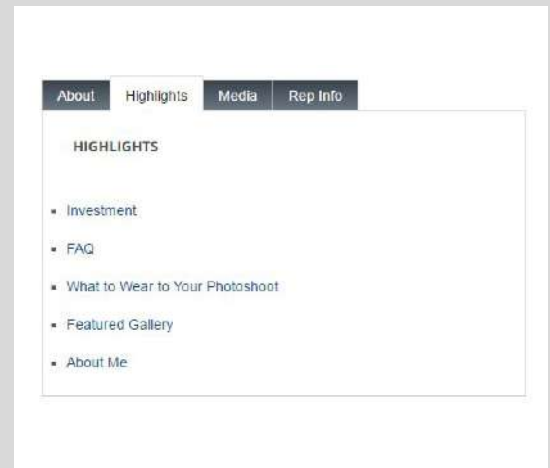 About Highlights Media Rep Info
HIGHLIGHTS
Investment
FAQ
What to Wear to Your Photoshoot
Featured Gallery
About Me